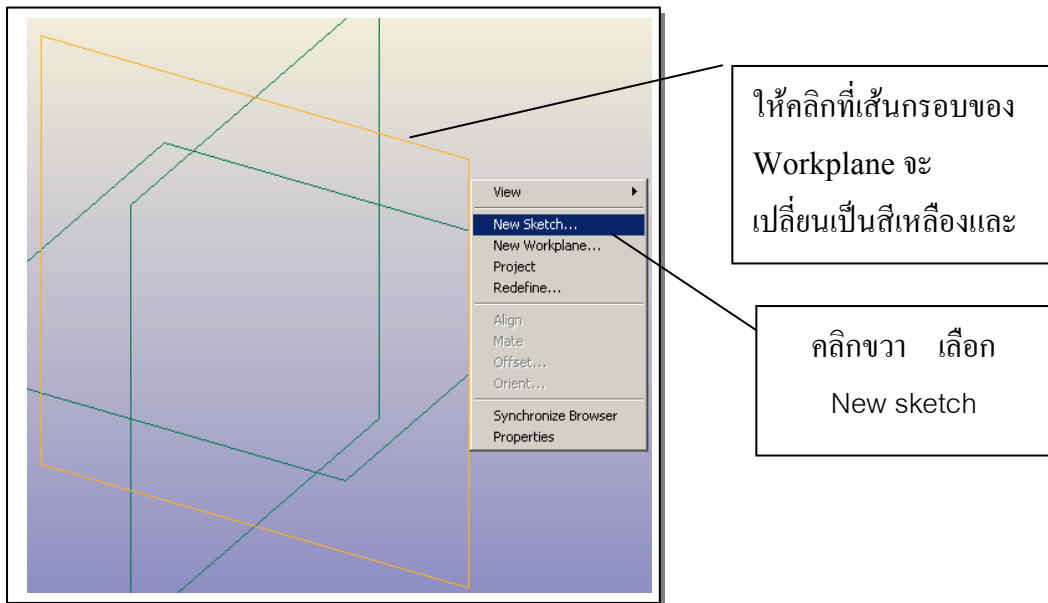 ให้คลิกที่เส้นกรอบของ
Workplane จะ
เปลี่ยนเป็นสีเหลืองและ
View
New Sketch...
New Workplane...
Project
Redefine...
Align
Mate
Offset...
Orient...
Synchronize Browser
Properties
คลิกขวา เลือก
New sketch